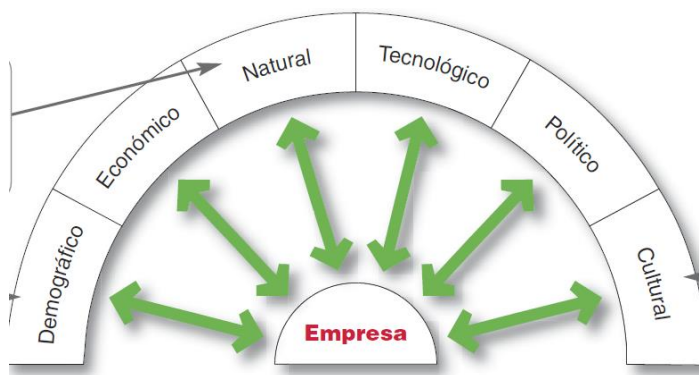 Demográfico
Económico
Natural
Tecnológico
Político
Cultural
Empresa